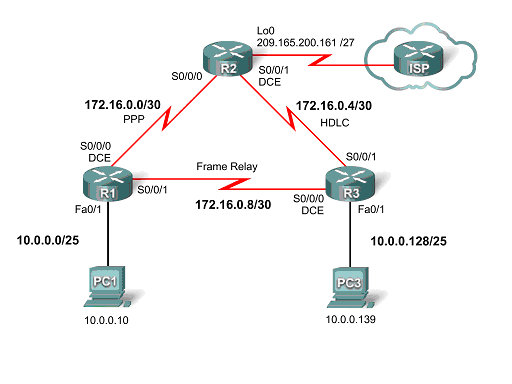 Lo0
209.165.200.161 /27
R2
ISP
S0/0/0
S0/0/1
DCE
172.16.0.0/30
PPP
172.16.0.4/30
HDLC
S0/0/0
DCE
S0/0/1
Frame Relay
R1
S0/0/1
R3
172.16.0.8/30
S0/0/0
DCE
Fa0/1
Fa0/1
10.0.0.0/25
10.0.0.128/25
PC1
PC3
10.0.0.10
10.0.0.139